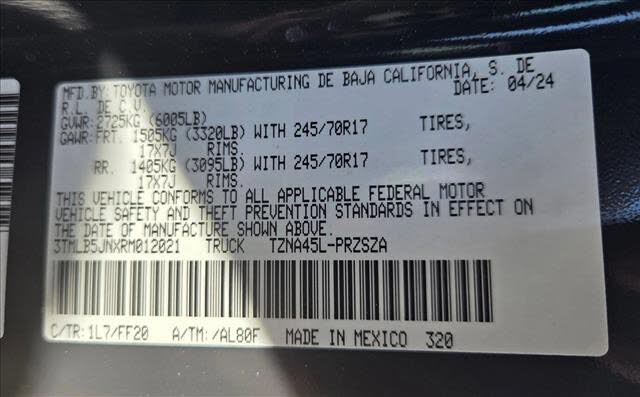 MFD.BY:TOYOTA MOTOR MANUFACTURING DE BAJA CALIFORNIA, S. DE
R.L. DE C.V. DATE: 04/24
GVWR: 2725KG (6005LB)
GAWR:FRT. 1505KG (3320LB) WITH 245/70R17 TIRES,
17X7J RIMS.
RR. 1405KG (3095LB) WITH 245/70R17 TIRES,
17X7J RIMS.
THIS VEHICLE CONFORMS TO ALL APPLICABLE FEDERAL MOTOR
VEHICLE SAFETY AND THEFT PREVENTION STANDARDS IN EFFECT ON
THE DATE OF MANUFACTURE SHOWN ABOVE.
3TMLB5JNXRM012021 TRUCK TZNA45L-PRZSZA
C/TR:1L7/FF20 A/TM:/AL80F MADE IN MEXICO 320